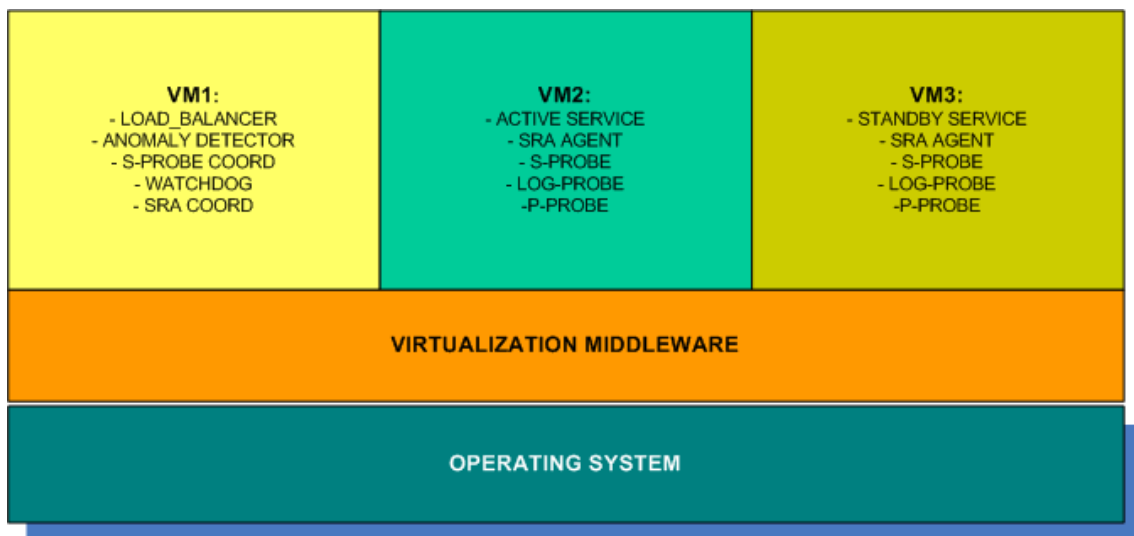 VM1:
- LOAD_BALANCER
- ANOMALY DETECTOR
- S-PROBE COORD
- WATCHDOG
- SRA COORD
VM2:
- ACTIVE SERVICE
- SRA AGENT
- S-PROBE
- LOG-PROBE
-P-PROBE
VM3:
- STANDBY SERVICE
- SRA AGENT
- S-PROBE
- LOG-PROBE
-P-PROBE
VIRTUALIZATION MIDDLEWARE
OPERATING SYSTEM